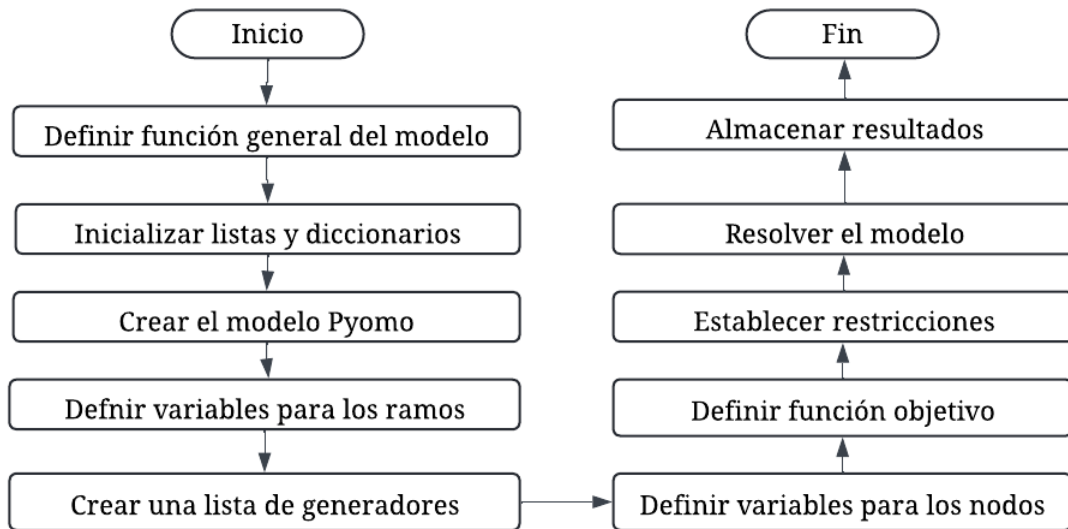 Inicio
Definir función general del modelo
Inicializar listas y diccionarios
Crear el modelo Pyomo
Defnir variables para los ramos
Crear una lista de generadores
Definir variables para los nodos
Definir función objetivo
Establecer restricciones
Resolver el modelo
Almacenar resultados
Fin